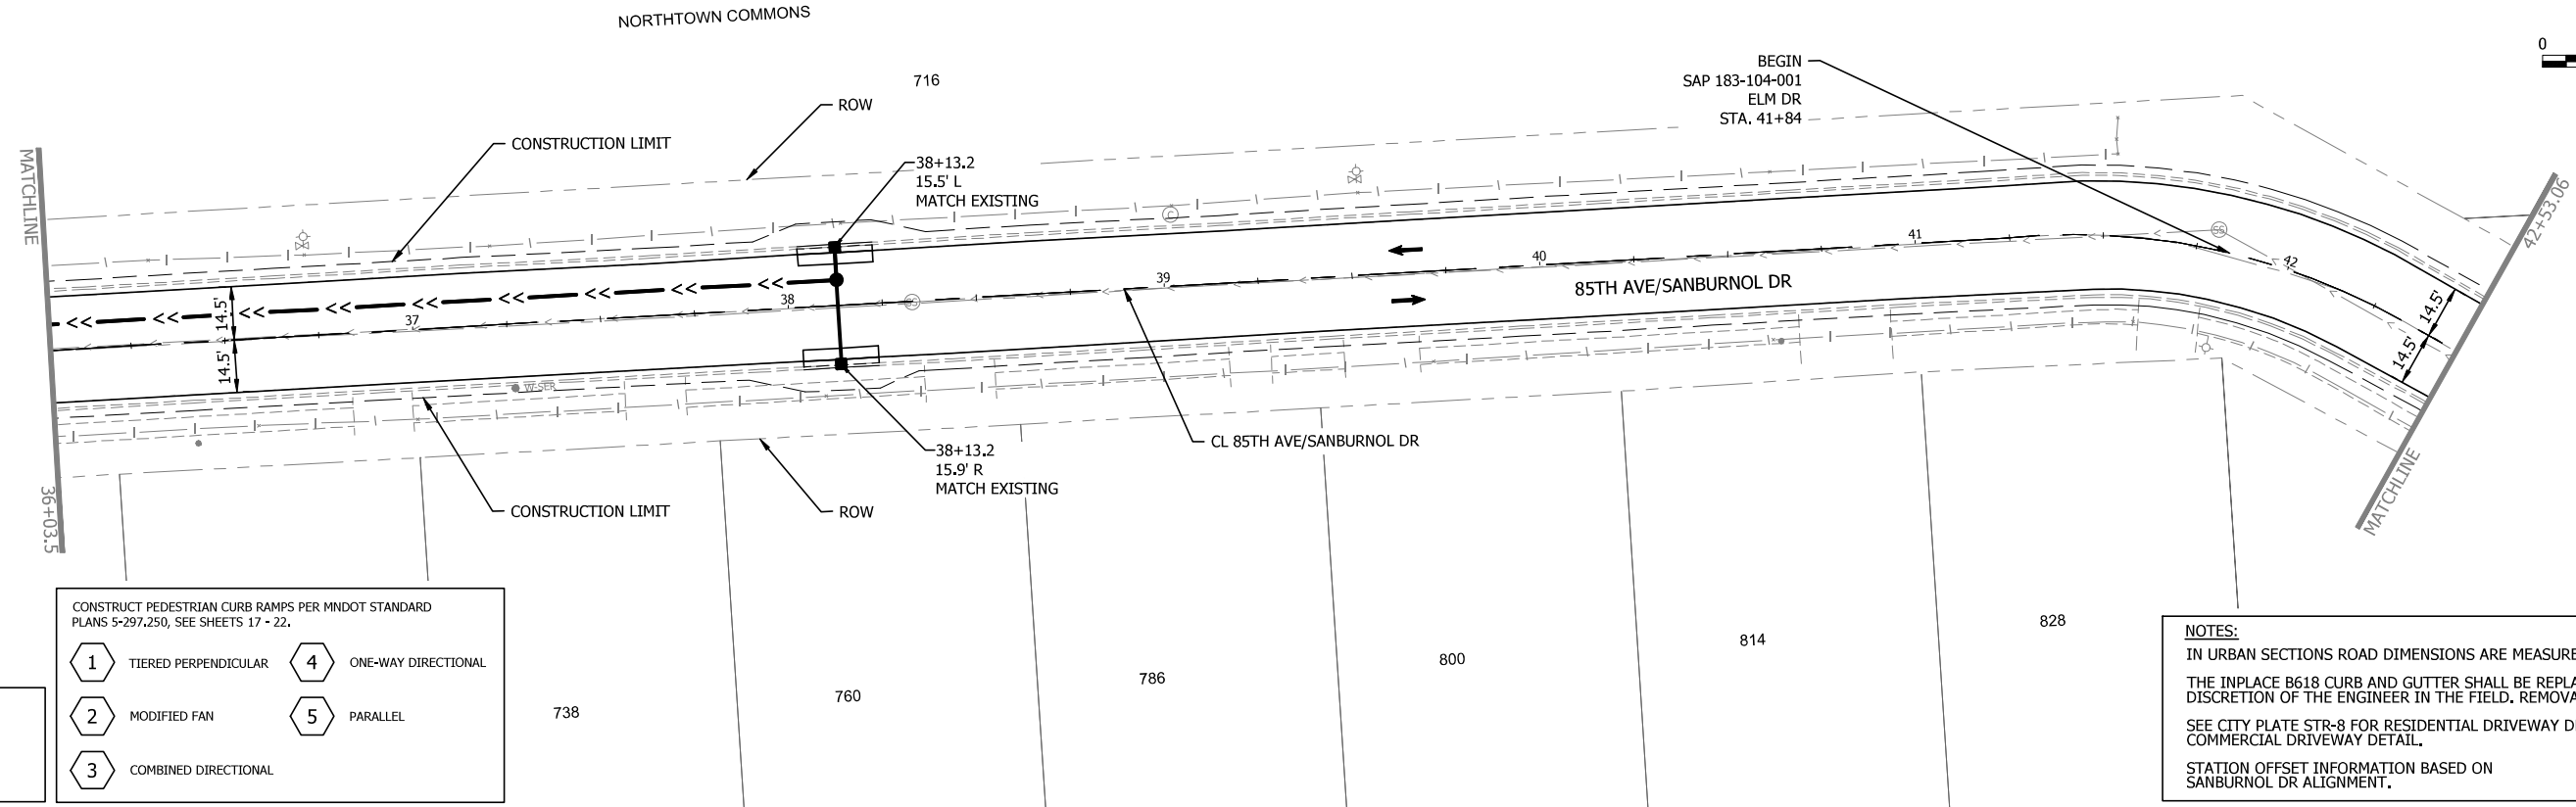 NORTHTOWN COMMONS
716
ROW
CONSTRUCTION LIMIT
BEGIN
SAP 183-104-001
ELM DR
STA. 41+84
0
MATCHLINE
36+03.5
38+13.2
15.5' L
MATCH EXISTING
C
SS
42+53.06
MATCHLINE
14.5'
14.5'
37
38
SS
39
40
41
42
85TH AVE/SANBURNOL DR
14.5'
14.5'
W-SER
CL 85TH AVE/SANBURNOL DR
38+13.2
15.9' R
MATCH EXISTING
CONSTRUCTION LIMIT
ROW
738
760
786
800
814
828
CONSTRUCT PEDESTRIAN CURB RAMPS PER MNDOT STANDARD
PLANS 5-297.250, SEE SHEETS 17 - 22.
1 TIERED PERPENDICULAR
4 ONE-WAY DIRECTIONAL
2 MODIFIED FAN
5 PARALLEL
3 COMBINED DIRECTIONAL
NOTES:
IN URBAN SECTIONS ROAD DIMENSIONS ARE MEASURE
THE INPLACE B618 CURB AND GUTTER SHALL BE REPLA
DISCRETION OF THE ENGINEER IN THE FIELD. REMOVA
SEE CITY PLATE STR-8 FOR RESIDENTIAL DRIVEWAY D
COMMERCIAL DRIVEWAY DETAIL.
STATION OFFSET INFORMATION BASED ON
SANBURNOL DR ALIGNMENT.